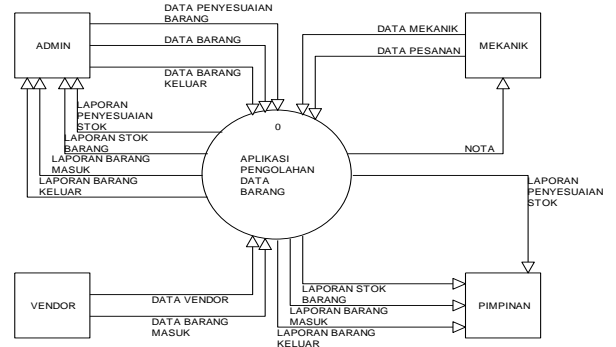 DATA PENYESUAIAN
BARANG
ADMIN
DATA BARANG
DATA BARANG
KELUAR
DATA MEKANIK
DATA PESANAN
MEKANIK
LAPORAN
PENYESUAIAN
STOK
LAPORAN STOK
BARANG
LAPORAN BARANG
MASUK
LAPORAN BARANG
KELUAR
0
APLIKASI
PENGOLAHAN
DATA
BARANG
NOTA
LAPORAN
PENYESUAIAN
STOK
VENDOR
DATA VENDOR
DATA BARANG
MASUK
LAPORAN STOK
BARANG
LAPORAN BARANG
MASUK
LAPORAN BARANG
KELUAR
PIMPINAN